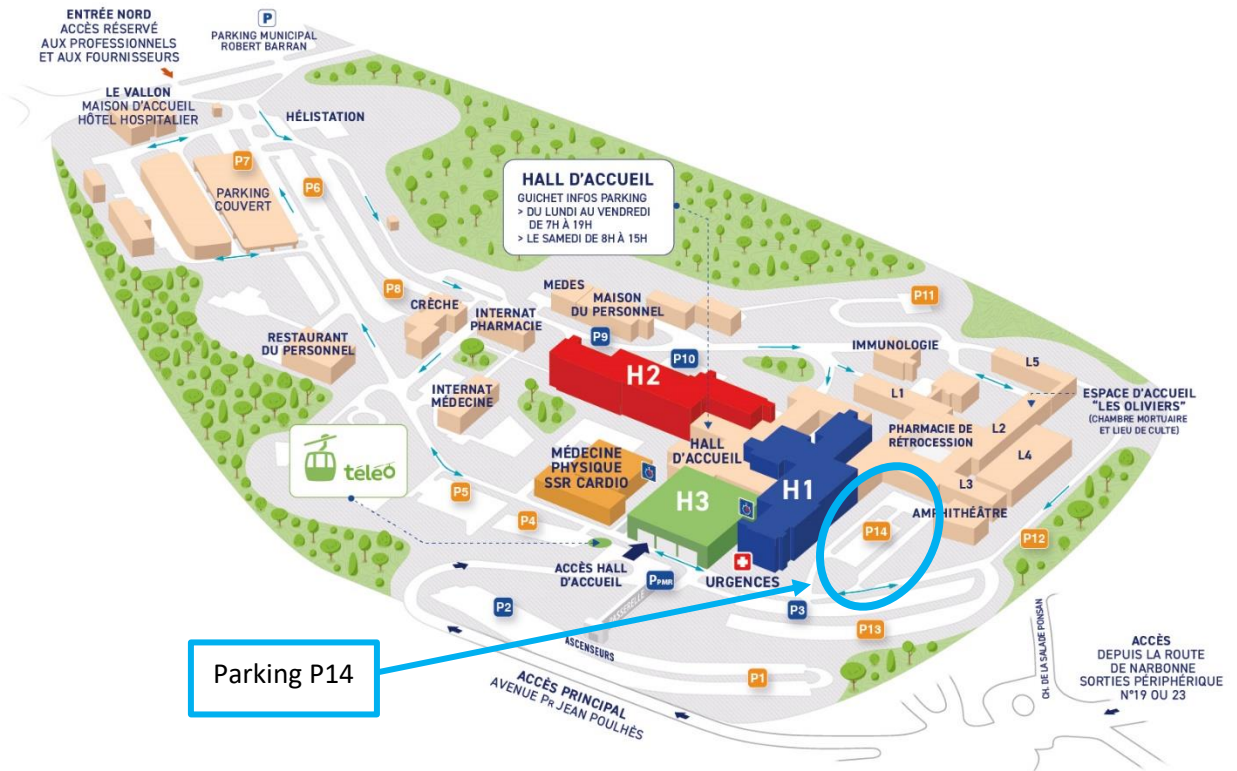 ENTRÉE NORD
ACCÈS RÉSERVÉ
AUX PROFESSIONNELS
ET AUX FOURNISSEURS
P
PARKING MUNICIPAL
ROBERT BARRAN
LE VALLON
MAISON D'ACCUEIL
HÔTEL HOSPITALIER
HÉLISTATION
P7
P6
PARKING
COUVERT
HALL D'ACCUEIL
GUICHET INFOS PARKING
> DU LUNDI AU VENDREDI
DE 7H À 19H
> LE SAMEDI DE 8H À 15H
P8
CRÈCHE
INTERNAT
PHARMACIE
MEDES
MAISON
DU PERSONNEL
P11
RESTAURANT
DU PERSONNEL
P9
P10
IMMUNOLOGIE
H2
L5
L1
INTERNAT
MÉDECINE
ESPACE D'ACCUEIL
"LES OLIVIERS"
(CHAMBRE MORTUAIRE
ET LIEU DE CULTE)
PHARMACIE DE
RÉTROCESSION
L2
HALL
D'ACCUEIL
L4
téléo
MÉDECINE
PHYSIQUE
SSR CARDIO
H1
L3
H3
P5
P4
AMPHITHÉÂTRE
P14
P12
ACCÈS HALL
D'ACCUEIL
PPMR
URGENCES
P2
PASSERELLE
P3
P13
ASCENSEURS
P1
Parking P14
ACCÈS PRINCIPAL
AVENUE PR JEAN POULHÈS
CH. DE LA SALADE PONSAN
ACCÈS
DEPUIS LA ROUTE
DE NARBONNE
SORTIES PÉRIPHÉRIQUE
N°19 OU 23